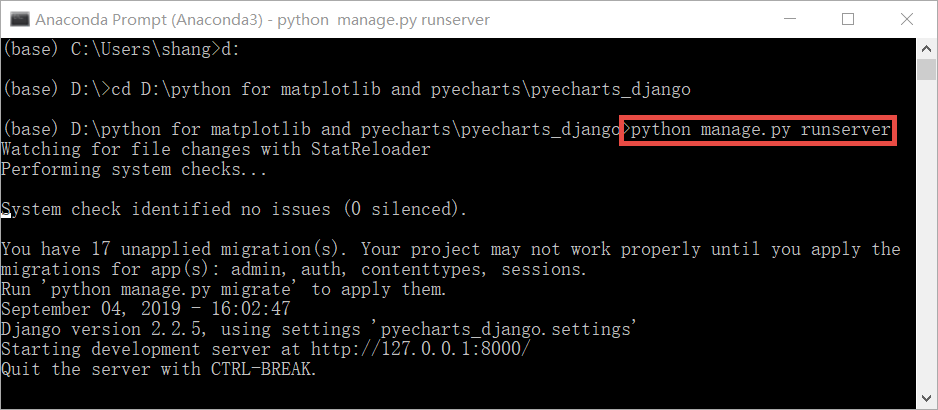 Anaconda Prompt (Anaconda3) - python  manage.py runserver
(base) C:\Users\shang>d:
(base) D:\>cd D:\python for matplotlib and pyecharts\pyecharts_django
(base) D:\python for matplotlib and pyecharts\pyecharts_django>python manage.py runserver
Watching for file changes with StatReloader
Performing system checks...
System check identified no issues (0 silenced).
You have 17 unapplied migration(s). Your project may not work properly until you apply the
migrations for app(s): admin, auth, contenttypes, sessions.
Run 'python manage.py migrate' to apply them.
September 04, 2019 - 16:02:47
Django version 2.2.5, using settings 'pyecharts_django.settings'
Starting development server at http://127.0.0.1:8000/
Quit the server with CTRL-BREAK.